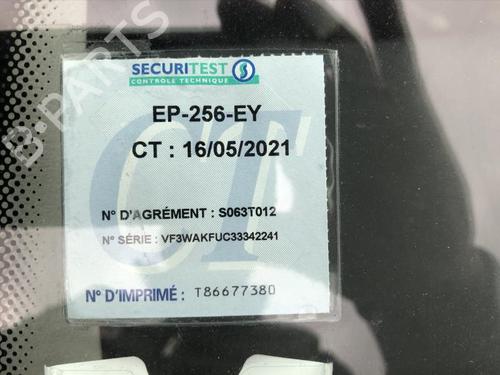 SECURITEST
CONTROLE TECHNIQUE
EP-256-EY
CT : 16/05/2021
N° D'AGRÉMENT : S063T012
N° SÉRIE : VF3WAKFUC33342241
N° D'IMPRIMÉ : T86677380
CT
B-PARTS